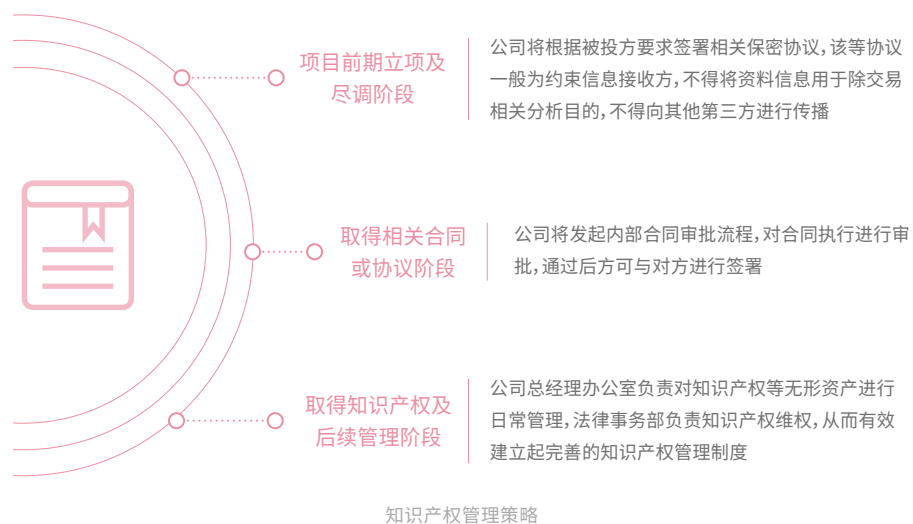 项目前期立项及
尽调阶段
公司将根据被投方要求签署相关保密协议,该等协议
一般为约束信息接收方,不得将资料信息用于除交易
相关分析目的,不得向其他第三方进行传播
取得相关合同
或协议阶段
公司将发起内部合同审批流程,对合同执行进行审
批,通过后方可与对方进行签署
取得知识产权及
后续管理阶段
公司总经理办公室负责对知识产权等无形资产进行
日常管理,法律事务部负责知识产权维权,从而有效
建立起完善的知识产权管理制度
知识产权管理策略